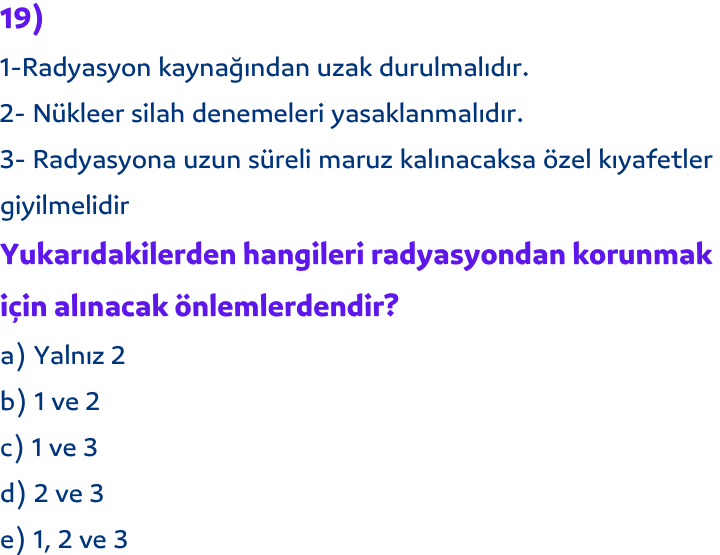 19)
1-Radyasyon kaynağından uzak durulmalıdır.
2- Nükleer silah denemeleri yasaklanmalıdır.
3- Radyasyona uzun süreli maruz kalınacaksa özel kıyafetler
giyilmelidir
Yukarıdakilerden hangileri radyasyondan korunmak
için alınacak önlemlerdendir?
a) Yalnız 2
b) 1 ve 2
c) 1 ve 3
d) 2 ve 3
e) 1, 2 ve 3